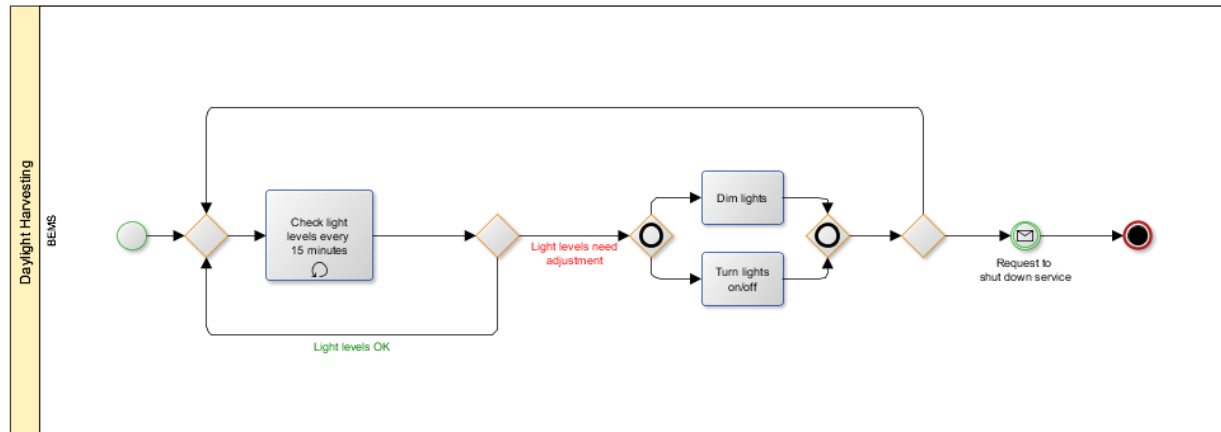 Daylight Harvesting
BEMS
Check light
levels every
15 minutes
Light levels OK
Light levels need
adjustment
Dim lights
Turn lights
on/off
Request to
shut down service